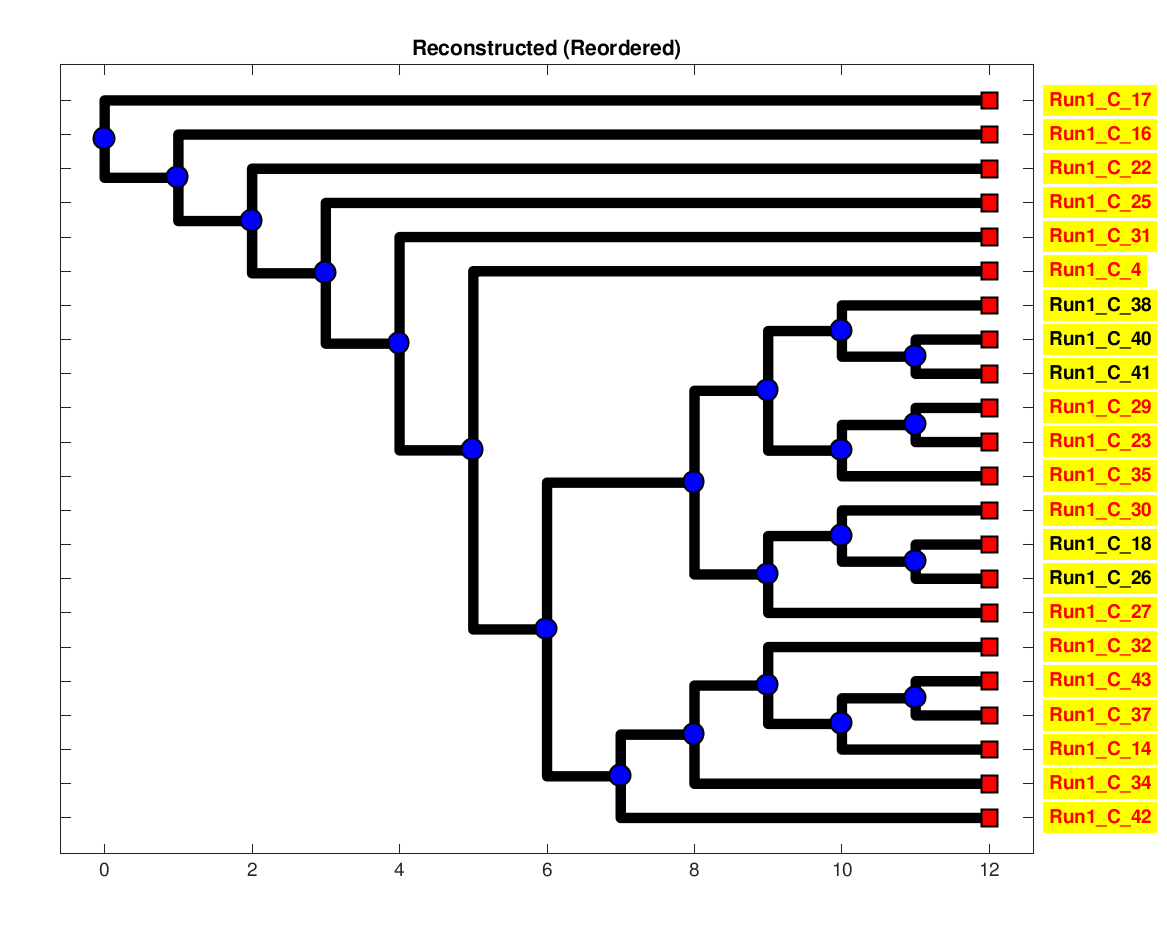 Reconstructed (Reordered)
Run1_C_17
Run1_C_16
Run1_C_22
Run1_C_25
Run1_C_31
Run1_C_4
Run1_C_38
Run1_C_40
Run1_C_41
Run1_C_29
Run1_C_23
Run1_C_35
Run1_C_30
Run1_C_18
Run1_C_26
Run1_C_27
Run1_C_32
Run1_C_43
Run1_C_37
Run1_C_14
Run1_C_34
Run1_C_42
0 2 4 6 8 10 12